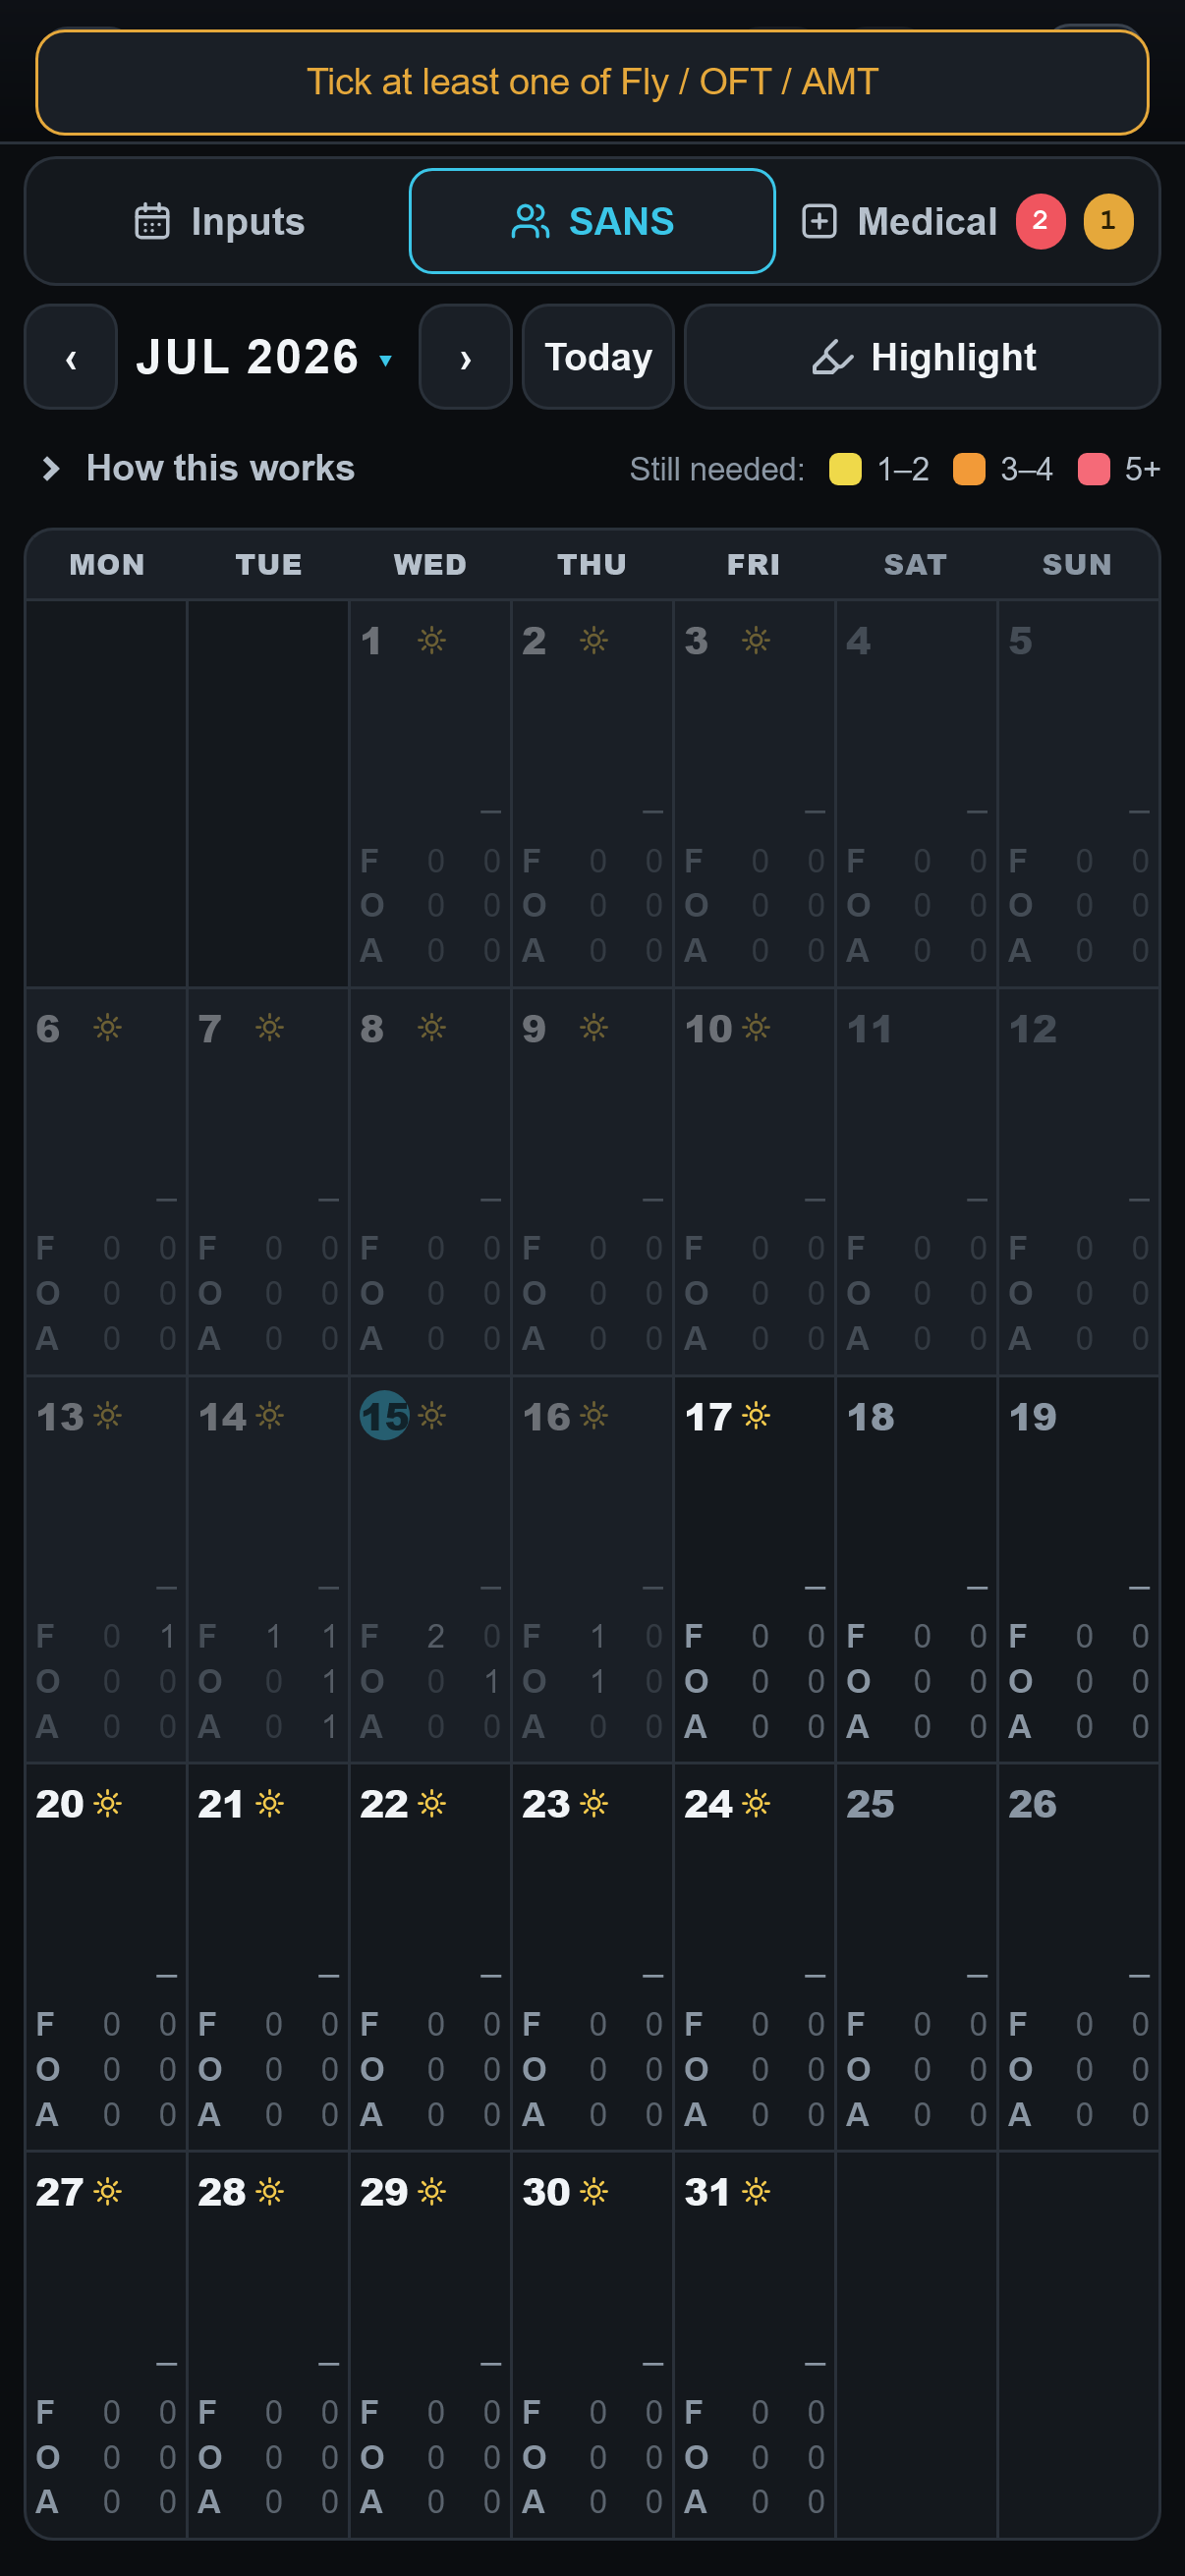 Tick at least one of Fly / OFT / AMT
Inputs SANS Medical 2 1
‹ JUL 2026 ▾ › Today Highlight
How this works Still needed: 1–2 3–4 5+
MON TUE WED THU FRI SAT SUN
1 2 3 4 5
– – – – –
F 0 0 F 0 0 F 0 0 F 0 0 F 0 0
O 0 0 O 0 0 O 0 0 O 0 0 O 0 0
A 0 0 A 0 0 A 0 0 A 0 0 A 0 0
6 7 8 9 10 11 12
– – – – – – –
F 0 0 F 0 0 F 0 0 F 0 0 F 0 0 F 0 0 F 0 0
O 0 0 O 0 0 O 0 0 O 0 0 O 0 0 O 0 0 O 0 0
A 0 0 A 0 0 A 0 0 A 0 0 A 0 0 A 0 0 A 0 0
13 14 15 16 17 18 19
– – – – – – –
F 0 1 F 1 1 F 2 0 F 1 0 F 0 0 F 0 0 F 0 0
O 0 0 O 0 1 O 0 1 O 1 0 O 0 0 O 0 0 O 0 0
A 0 0 A 0 1 A 0 0 A 0 0 A 0 0 A 0 0 A 0 0
20 21 22 23 24 25 26
– – – – – – –
F 0 0 F 0 0 F 0 0 F 0 0 F 0 0 F 0 0 F 0 0
O 0 0 O 0 0 O 0 0 O 0 0 O 0 0 O 0 0 O 0 0
A 0 0 A 0 0 A 0 0 A 0 0 A 0 0 A 0 0 A 0 0
27 28 29 30 31
– – – – –
F 0 0 F 0 0 F 0 0 F 0 0 F 0 0
O 0 0 O 0 0 O 0 0 O 0 0 O 0 0
A 0 0 A 0 0 A 0 0 A 0 0 A 0 0